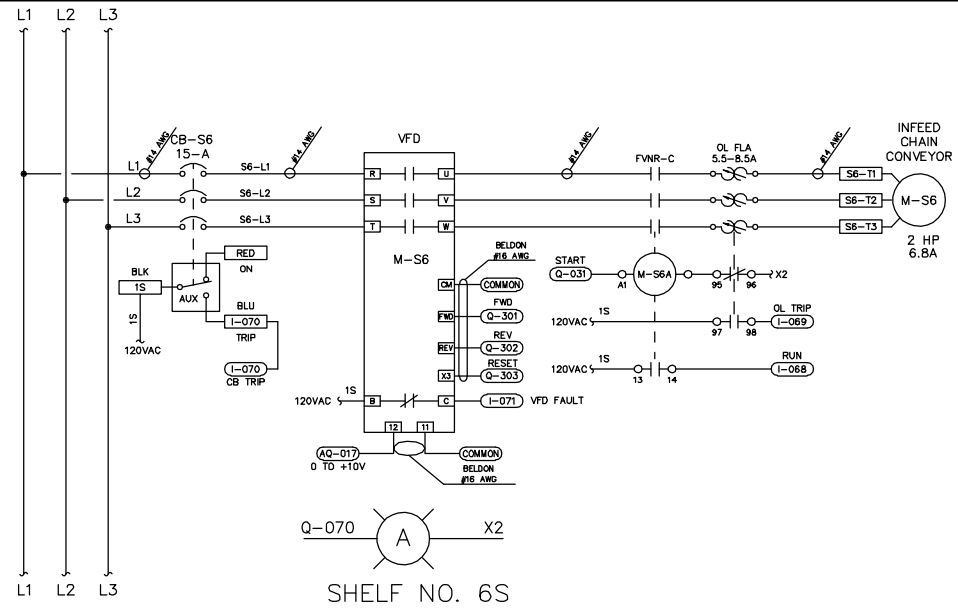 L1 L2 L3
#14 AWG
CB-S6
15-A
#14 AWG
VFD
#14 AWG
FVNR-C
OL FLA
5.5-8.5A
#14 AWG
INFEED
CHAIN
CONVEYOR
L1
S6-L1
R
U
S6-T1
L2
S6-L2
S
V
S6-T2
M-S6
L3
S6-L3
T
W
S6-T3
2 HP
6.8A
M-S6
BELDON
#16 AWG
RED
ON
BLK
1S
AUX
BLU
I-070
TRIP
1S
120VAC
I-070
CB TRIP
CM
COMMON
FWD
FWD
Q-301
REV
REV
Q-302
RESET
X3
Q-303
START
Q-031
A1
M-S6A
95
96
X2
120VAC
1S
97
98
OL TRIP
I-069
120VAC
1S
13
14
RUN
I-068
120VAC
1S
B
C
I-071
VFD FAULT
12
11
AQ-017
0 TO +10V
COMMON
BELDON
#16 AWG
Q-070
A
X2
L1 L2 L3
SHELF NO. 6S